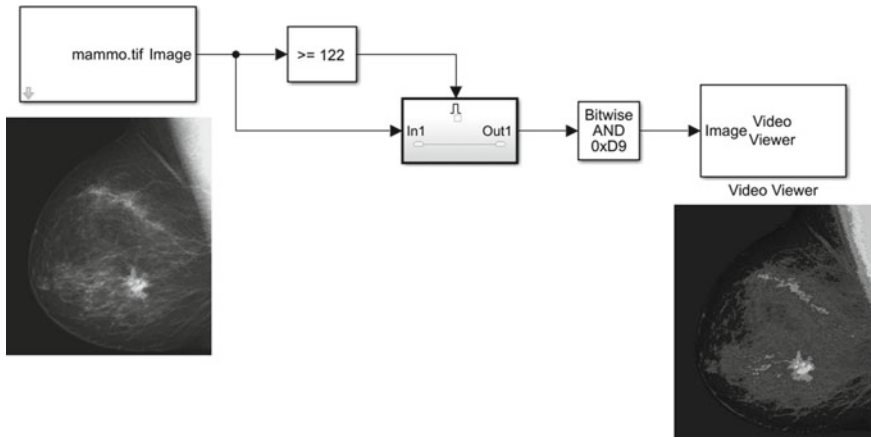 mammo.tif Image
>= 122
In1
Out1
Bitwise
AND
0xD9
Image
Video
Viewer
Video Viewer